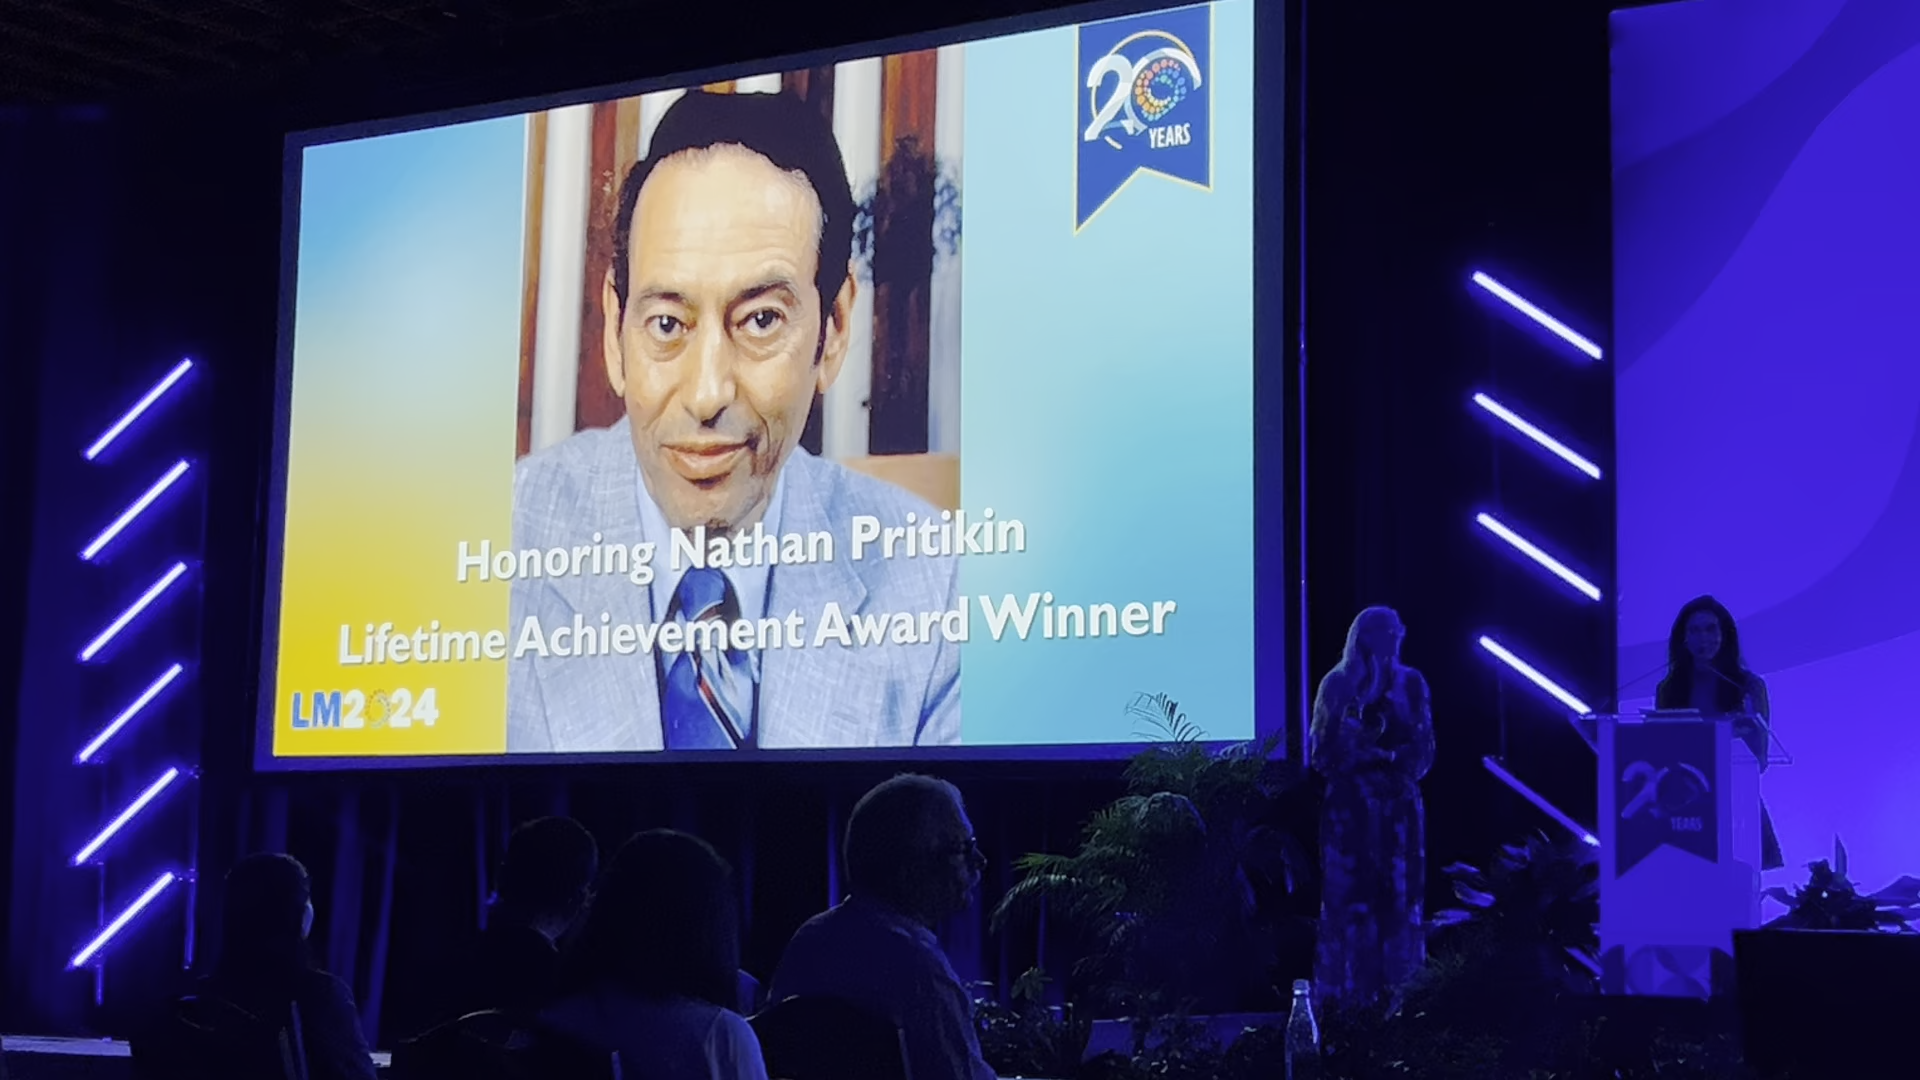 20
YEARS
Honoring Nathan Pritikin
Lifetime Achievement Award Winner
LM2024
20
YEARS